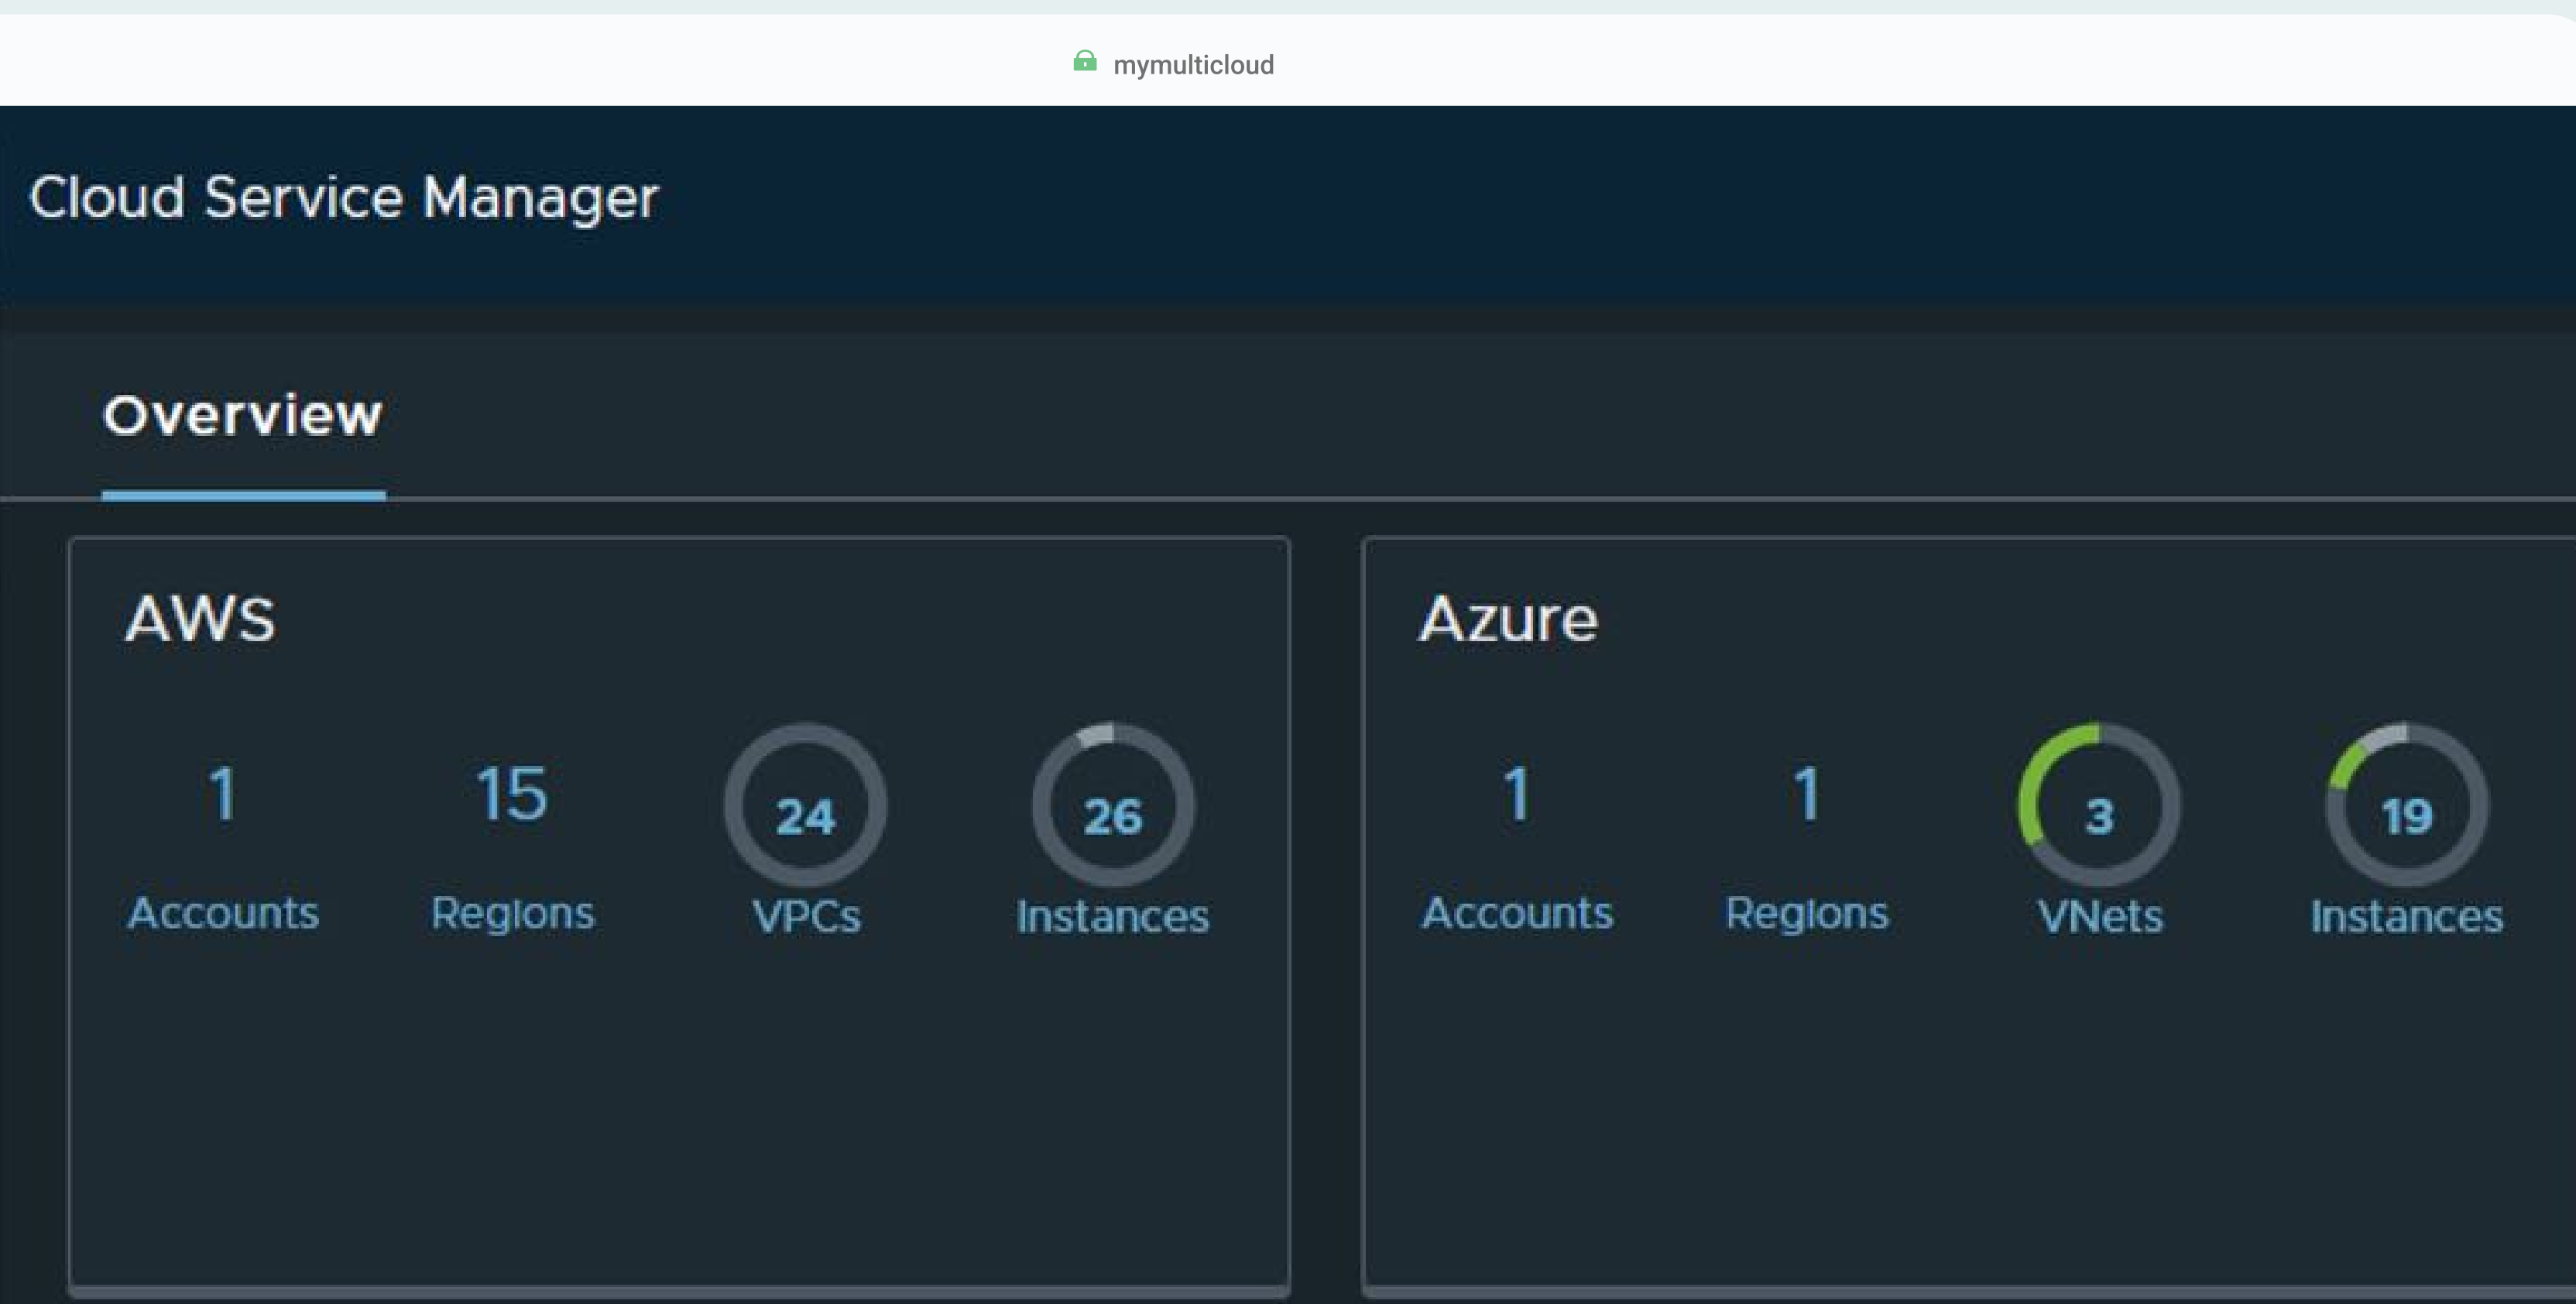 mymulticloud
Cloud Service Manager
Overview
AWS
1 15 24 26
Accounts Regions VPCs Instances
Azure
1 1 3 19
Accounts Regions VNets Instances